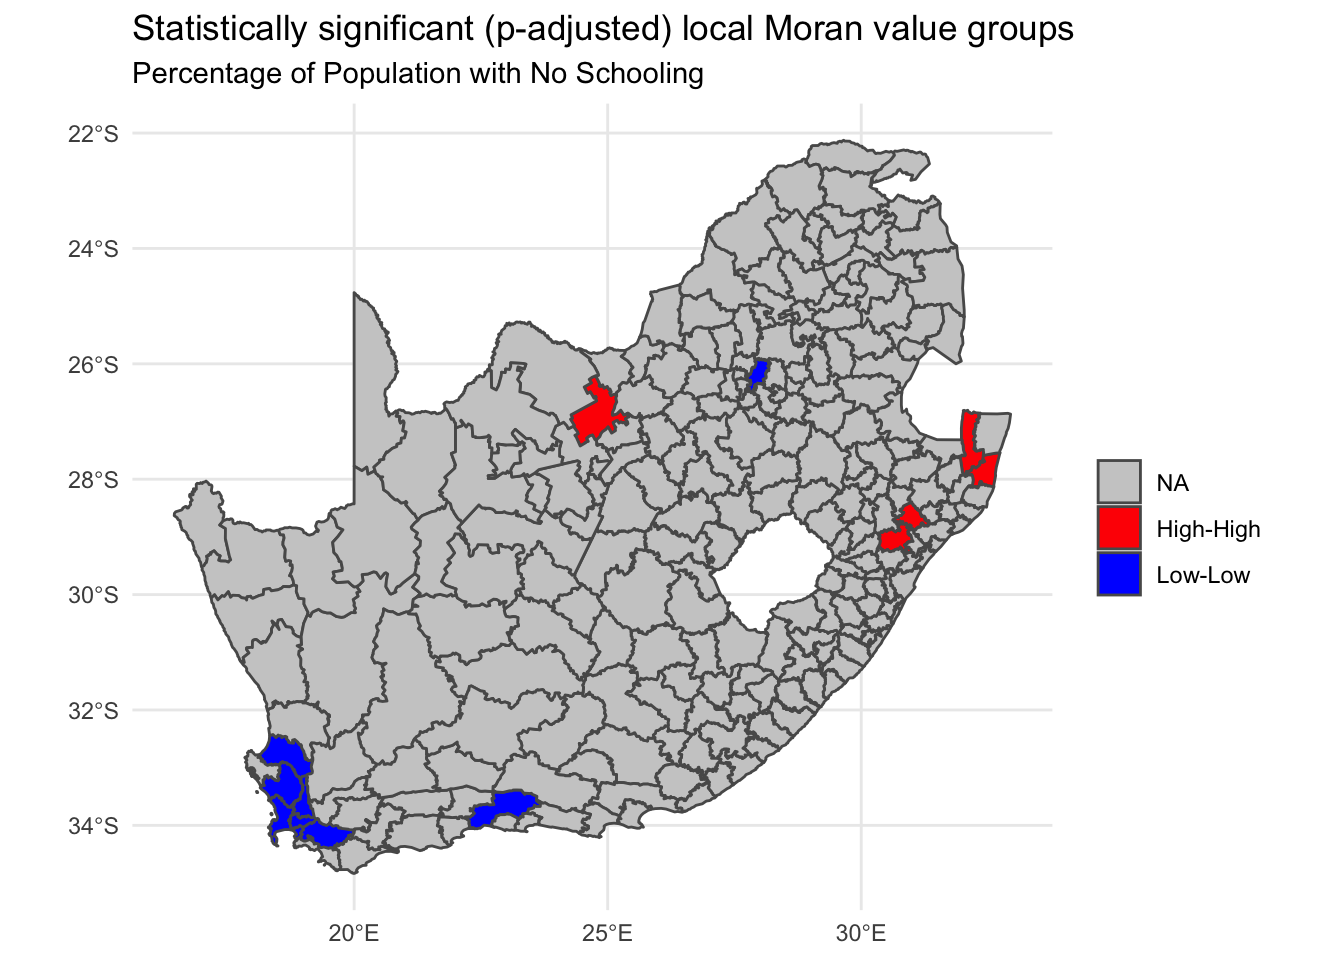 Statistically significant (p-adjusted) local Moran value groups
Percentage of Population with No Schooling
22°S
24°S
26°S
28°S
30°S
32°S
34°S
20°E
25°E
30°E
NA
High-High
Low-Low